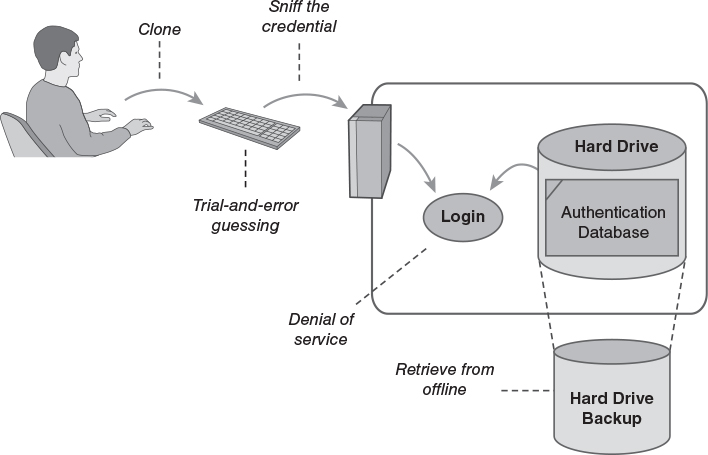 Sniff the
credential
Clone
Trial-and-error
guessing
Login
Hard Drive
Authentication
Database
Denial of
service
Retrieve from
offline
Hard Drive
Backup